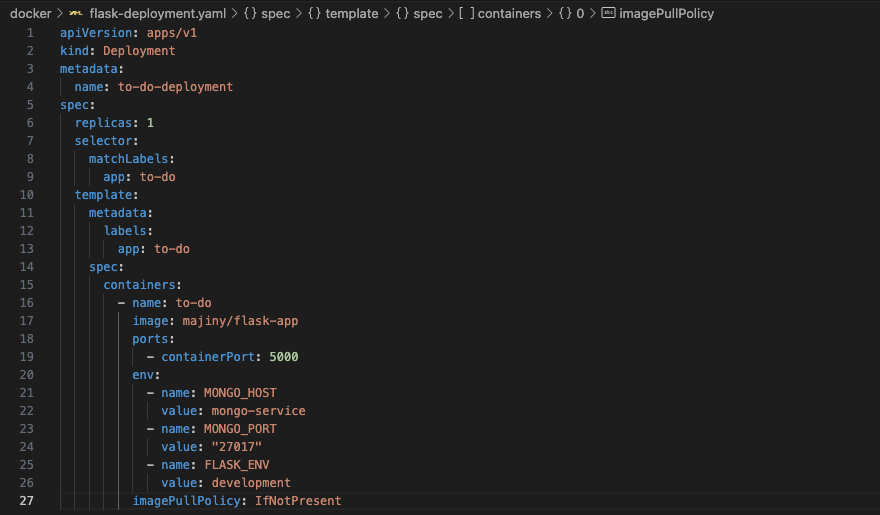 docker > flask-deployment.yaml > {} spec > {} template > {} spec > [ ] containers > {} 0 > abc imagePullPolicy
1 apiVersion: apps/v1
2 kind: Deployment
3 metadata:
4   name: to-do-deployment
5 spec:
6   replicas: 1
7   selector:
8     matchLabels:
9       app: to-do
10   template:
11     metadata:
12       labels:
13         app: to-do
14     spec:
15       containers:
16         - name: to-do
17           image: majiny/flask-app
18           ports:
19             - containerPort: 5000
20           env:
21             - name: MONGO_HOST
22               value: mongo-service
23             - name: MONGO_PORT
24               value: "27017"
25             - name: FLASK_ENV
26               value: development
27           imagePullPolicy: IfNotPresent